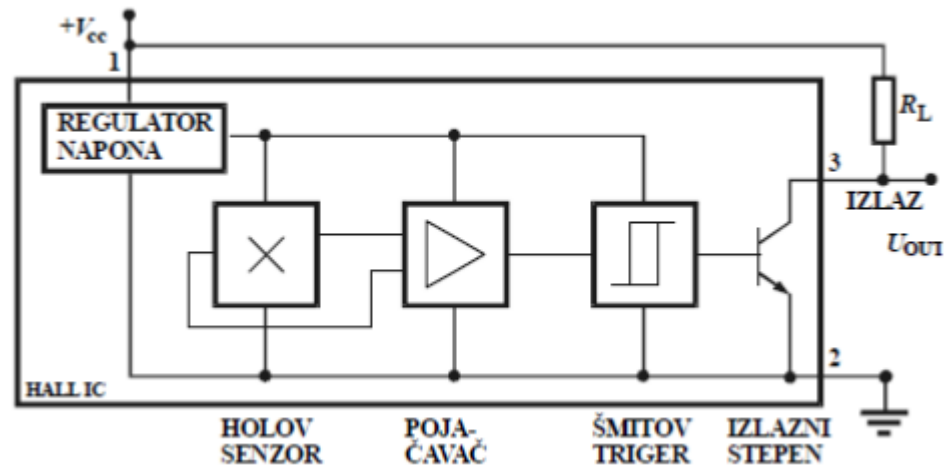 +Vcc
1
REGULATOR
NAPONA
RL
3
IZLAZ
UOUT
2
HALL IC
HOLOV
SENZOR
POJA-
ČAVAČ
ŠMITOV
TRIGER
IZLAZNI
STEPEN